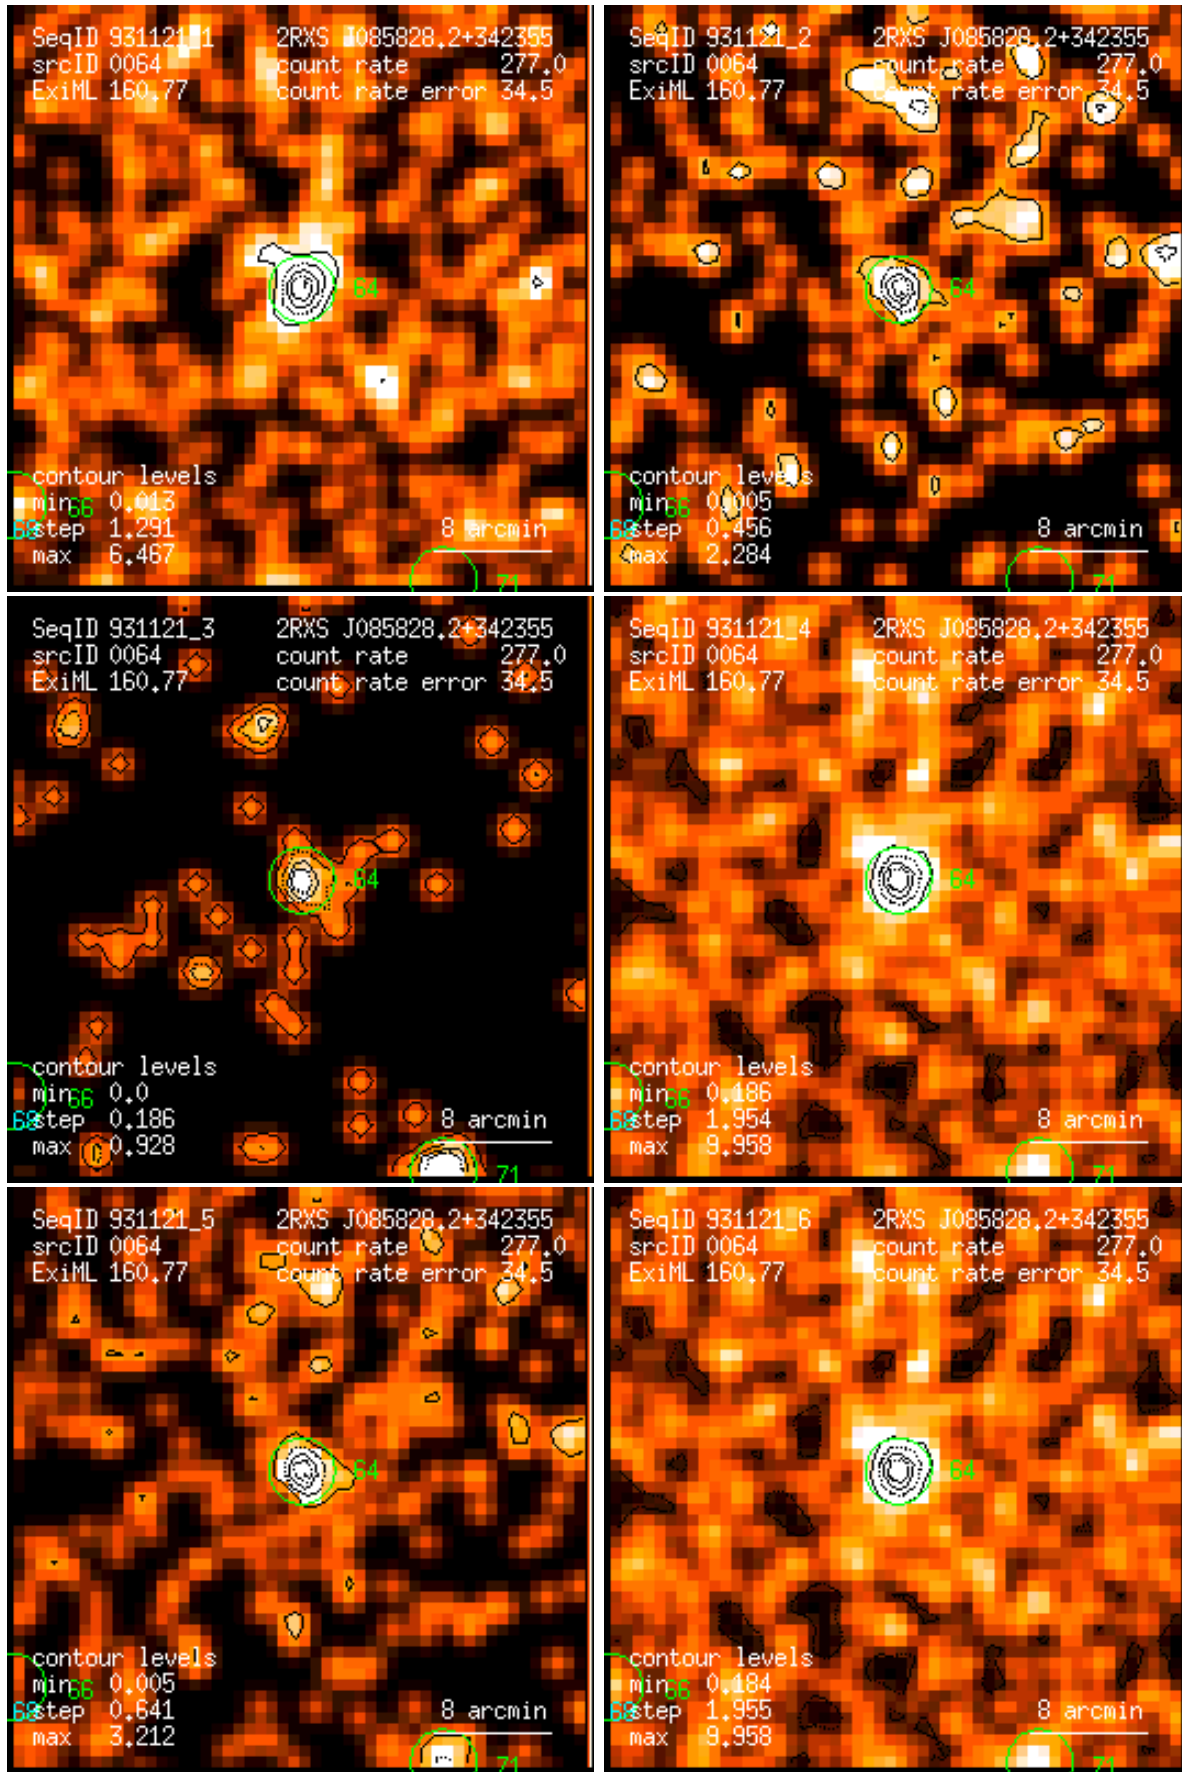 SeqID 931121_1 2RXS J085828.2+342355
srcID 0064 count rate 277.0
ExiML 160.77 count rate error 34.5
64
contour levels
min 0.013
66
68 step 1.291 8 arcmin
max 6.467
71
SeqID 931121_2 2RXS J085828.2+342355
srcID 0064 count rate 277.0
ExiML 160.77 count rate error 34.5
64
contour levels
min 0.005
66
68 step 0.456 8 arcmin
max 2.284
71
SeqID 931121_3 2RXS J085828.2+342355
srcID 0064 count rate 277.0
ExiML 160.77 count rate error 34.5
64
contour levels
min 0.0
66
68 step 0.186 8 arcmin
max 0.928
71
SeqID 931121_4 2RXS J085828.2+342355
srcID 0064 count rate 277.0
ExiML 160.77 count rate error 34.5
64
contour levels
min 0.186
66
68 step 1.954 8 arcmin
max 9.958
71
SeqID 931121_5 2RXS J085828.2+342355
srcID 0064 count rate 277.0
ExiML 160.77 count rate error 34.5
64
contour levels
min 0.005
66
68 step 0.641 8 arcmin
max 3.212
71
SeqID 931121_6 2RXS J085828.2+342355
srcID 0064 count rate 277.0
ExiML 160.77 count rate error 34.5
64
contour levels
min 0.184
66
68 step 1.955 8 arcmin
max 9.958
71